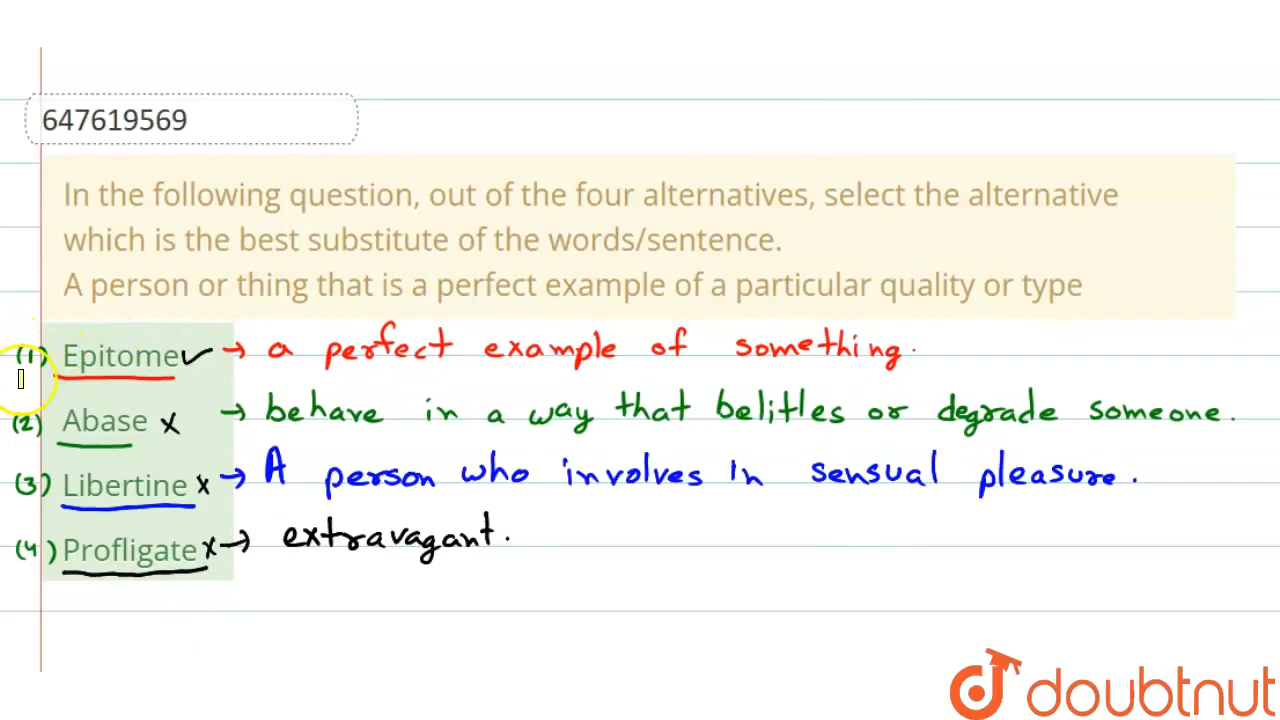 647619569
In the following question, out of the four alternatives, select the alternative
which is the best substitute of the words/sentence.
A person or thing that is a perfect example of a particular quality or type
(1) Epitome ✓ → a perfect example of something.
(2) Abase x → behave in a way that belitles or degrade someone.
(3) Libertine x → A person who involves in sensual pleasure.
(4) Profligate x → extravagant.
doubtnut